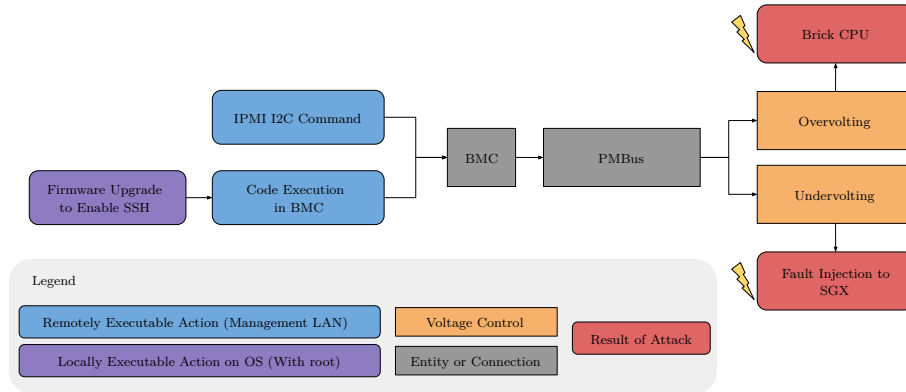 Brick CPU
IPMI I2C Command
Overvolting
BMC
PMBus
Firmware Upgrade
to Enable SSH
Code Execution
in BMC
Undervolting
Fault Injection to
SGX
Legend
Remotely Executable Action (Management LAN)
Voltage Control
Result of Attack
Locally Executable Action on OS (With root)
Entity or Connection